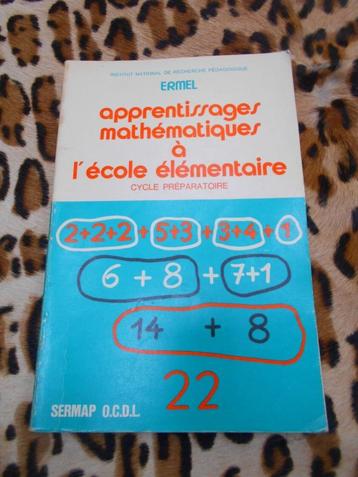 INSTITUT NATIONAL DE RECHERCHE PÉDAGOGIQUE
ERMEL
apprentissages
mathématiques
à
l'école élémentaire
CYCLE PRÉPARATOIRE
2+2+2 + 5+3 + 3+4 + 1
6 + 8 + 7+1
14 + 8
22
SERMAP O.C.D.L.